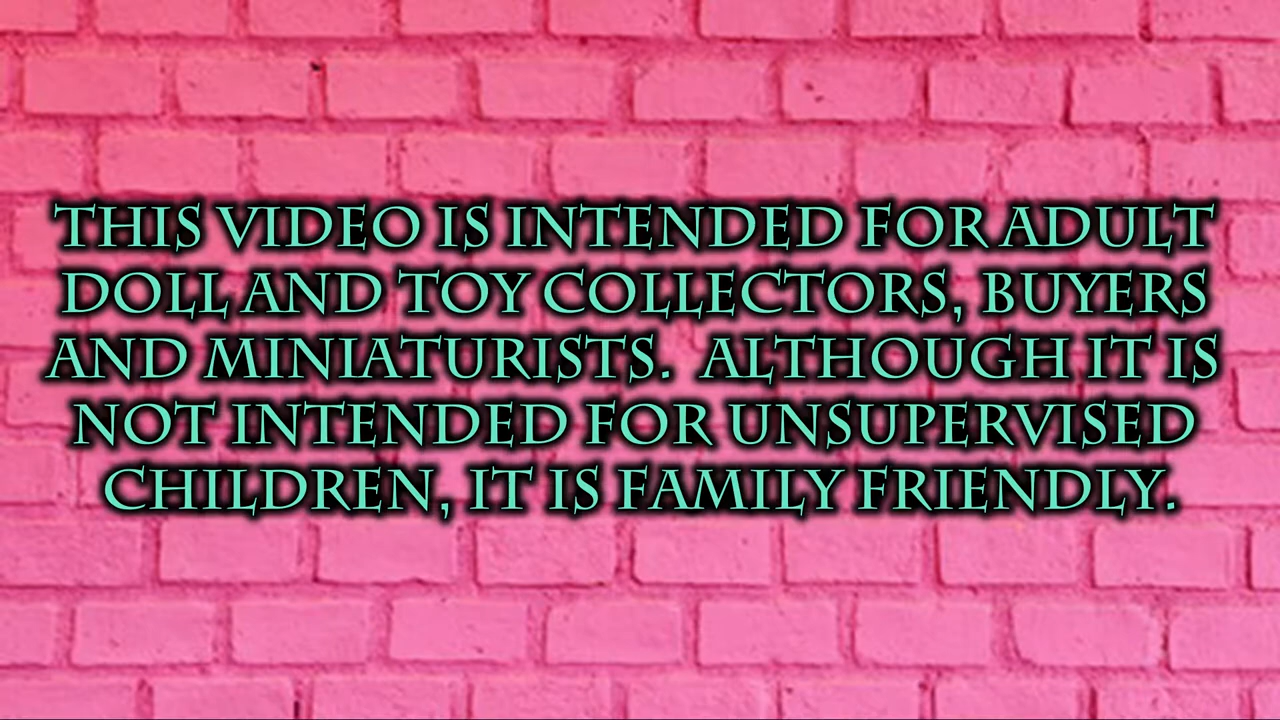 THIS VIDEO IS INTENDED FOR ADULT
DOLL AND TOY COLLECTORS, BUYERS
AND MINIATURISTS.  ALTHOUGH IT IS
NOT INTENDED FOR UNSUPERVISED
CHILDREN, IT IS FAMILY FRIENDLY.